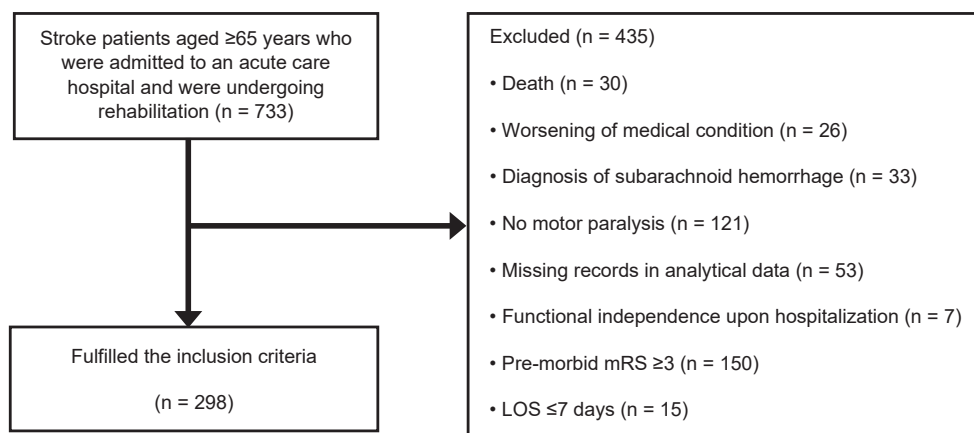 Stroke patients aged ≥65 years who
were admitted to an acute care
hospital and were undergoing
rehabilitation (n = 733)
Excluded (n = 435)
• Death (n = 30)
• Worsening of medical condition (n = 26)
• Diagnosis of subarachnoid hemorrhage (n = 33)
• No motor paralysis (n = 121)
• Missing records in analytical data (n = 53)
• Functional independence upon hospitalization (n = 7)
• Pre-morbid mRS ≥3 (n = 150)
• LOS ≤7 days (n = 15)
Fulfilled the inclusion criteria
(n = 298)